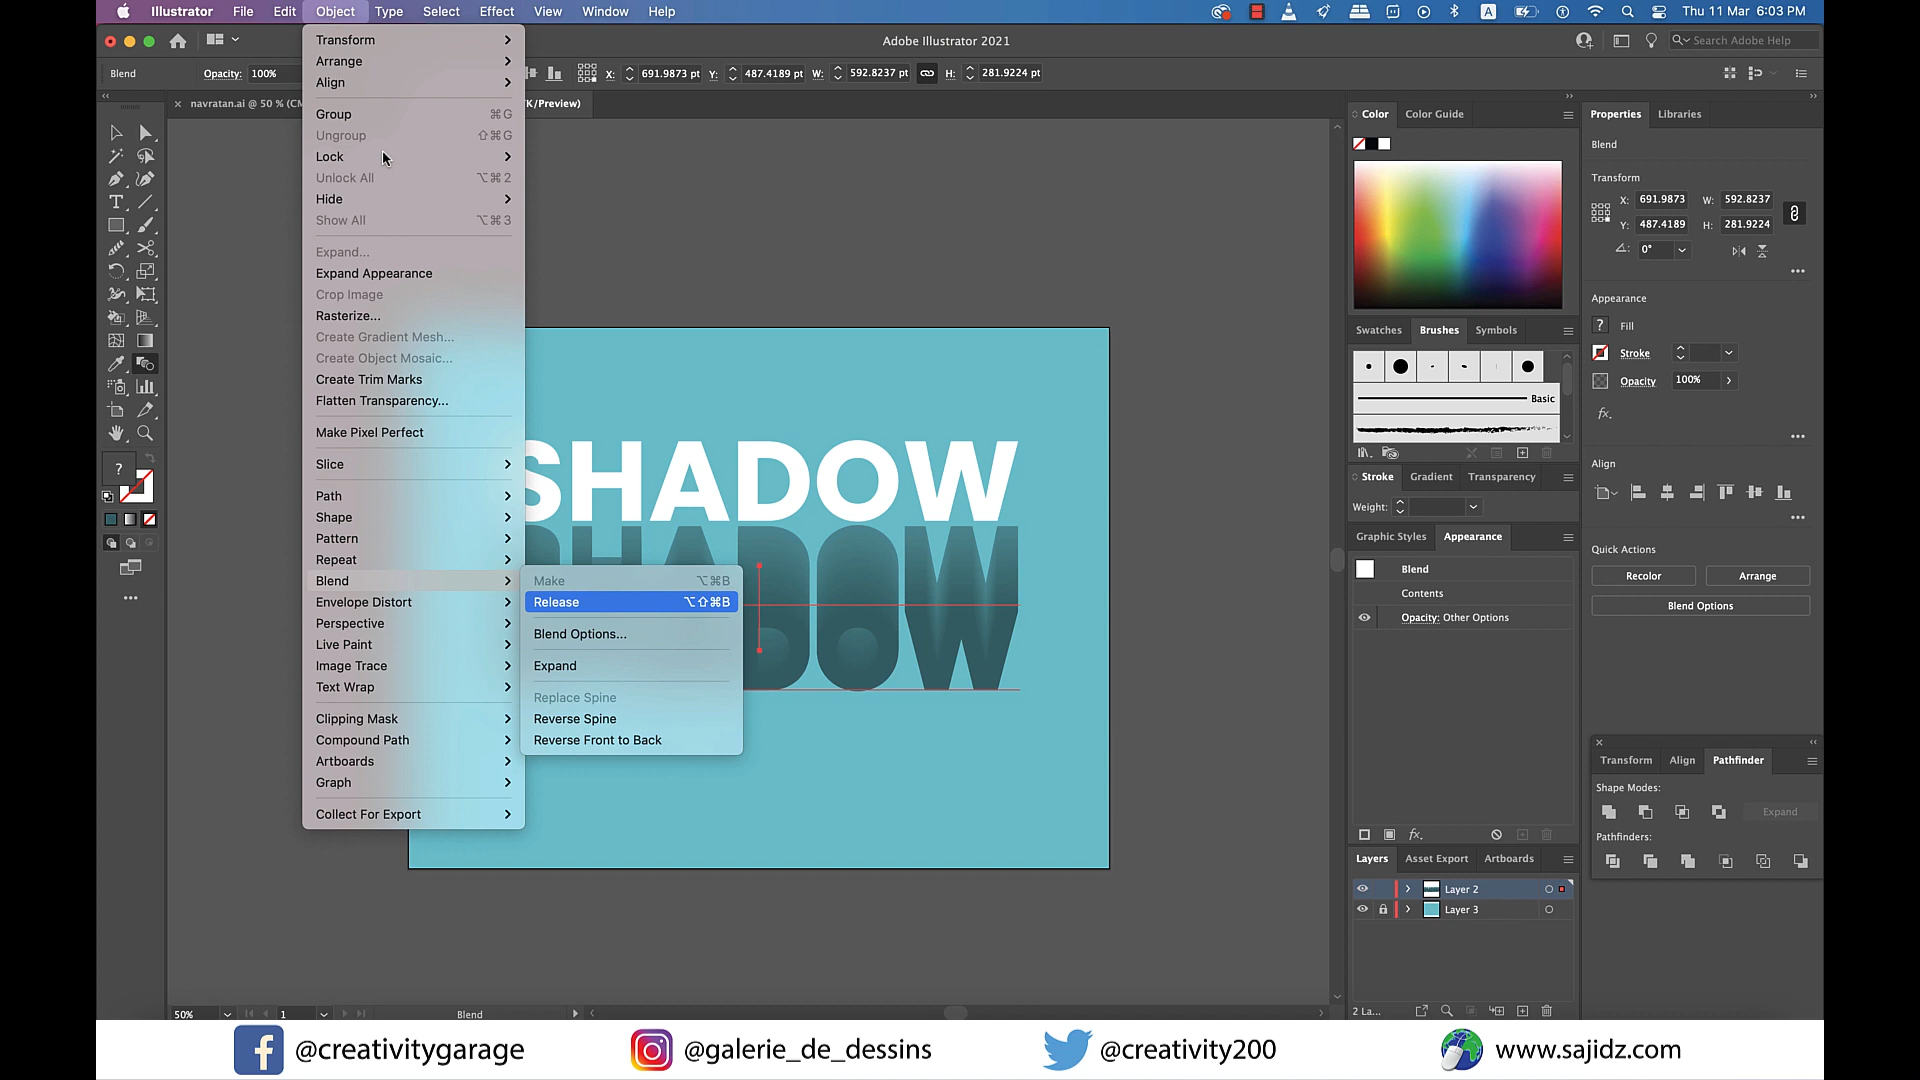 Illustrator File Edit Object Type Select Effect View Window Help
A
Thu 11 Mar 6:03 PM
Adobe Illustrator 2021
Search Adobe Help
Blend
Opacity: 100%
X: 691.9873 pt Y: 487.4189 pt W: 592.8237 pt H: 281.9224 pt
navratan.ai @ 50 % (CM
K/Preview)
Transform
Arrange
Align
Group ⌘G
Ungroup ⇧⌘G
Lock
Unlock All ⌥⌘2
Hide
Show All ⌥⌘3
Expand...
Expand Appearance
Crop Image
Rasterize...
Create Gradient Mesh...
Create Object Mosaic...
Create Trim Marks
Flatten Transparency...
Make Pixel Perfect
Slice
Path
Shape
Pattern
Repeat
Blend
Envelope Distort
Perspective
Live Paint
Image Trace
Text Wrap
Clipping Mask
Compound Path
Artboards
Graph
Collect For Export
Make ⌥⌘B
Release ⌥⇧⌘B
Blend Options...
Expand
Replace Spine
Reverse Spine
Reverse Front to Back
SHADOW
?
50%
1
Blend
Color Color Guide
Swatches Brushes Symbols
Basic
Stroke Gradient Transparency
Weight:
Graphic Styles Appearance
Blend
Contents
Opacity: Other Options
fx.
Layers Asset Export Artboards
Layer 2
Layer 3
2 La...
Properties Libraries
Blend
Transform
X: 691.9873 W: 592.8237
Y: 487.4189 H: 281.9224
0°
Appearance
? Fill
Stroke
Opacity 100%
fx.
Align
Quick Actions
Recolor Arrange
Blend Options
Transform Align Pathfinder
Shape Modes:
Expand
Pathfinders:
@creativitygarage @galerie_de_dessins @creativity200 www.sajidz.com